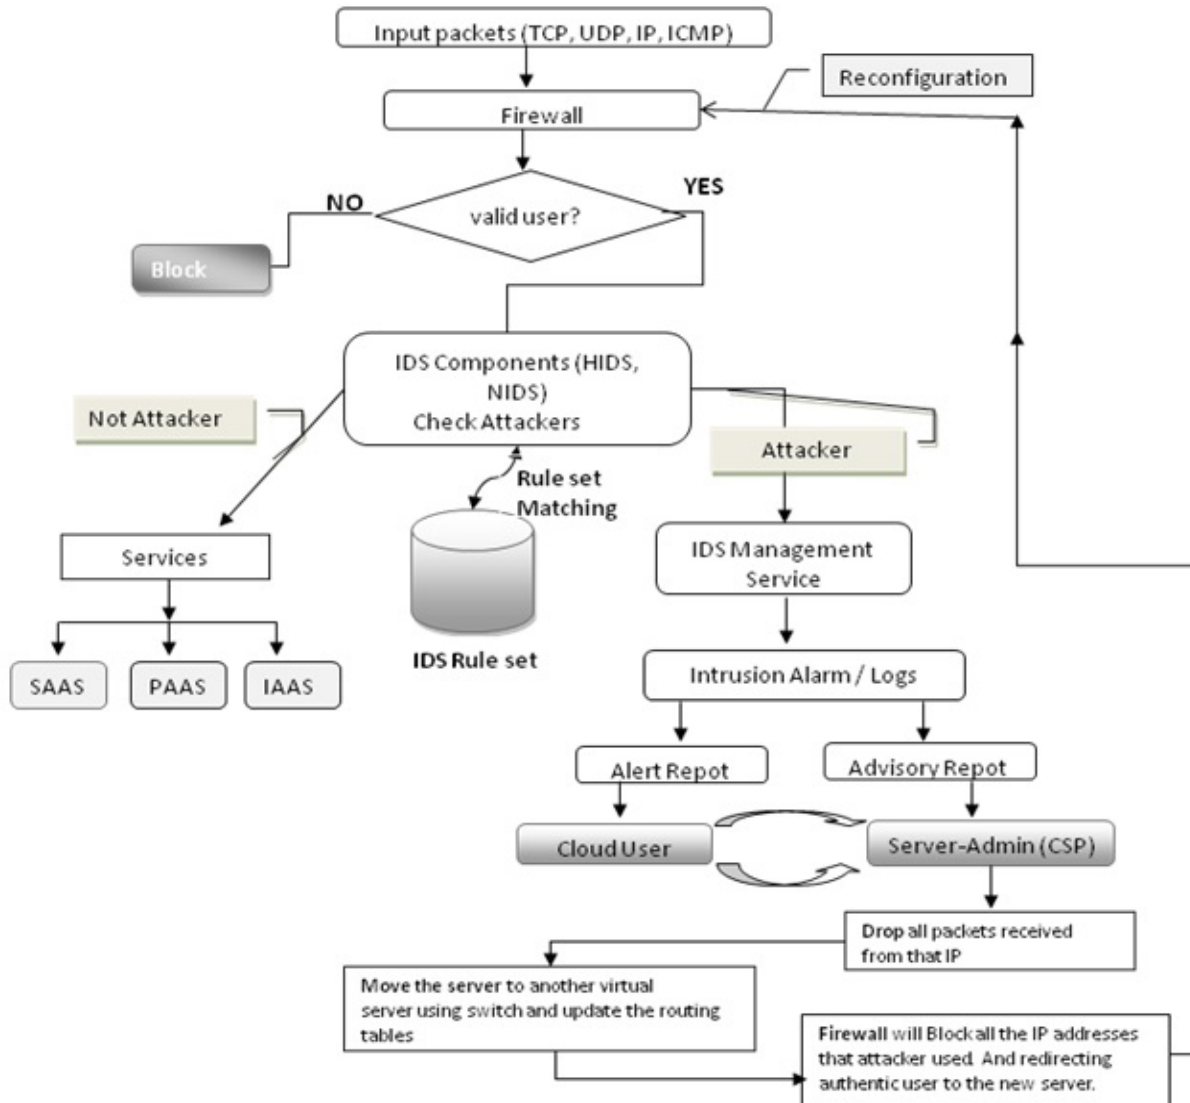 Input packets (TCP, UDP, IP, ICMP)
Reconfiguration
Firewall
NO
YES
valid user?
Block
IDS Components (HIDS,
NIDS)
Check Attackers
Not Attacker
Attacker
Rule set
Matching
Services
IDS Management
Service
IDS Rule set
SAAS
PAAS
IAAS
Intrusion Alarm / Logs
Alert Repot
Advisory Repot
Cloud User
Server-Admin (CSP)
Drop all packets received
from that IP
Move the server to another virtual
server using switch and update the routing
tables
Firewall will Block all the IP addresses
that attacker used. And redirecting
authentic user to the new server.